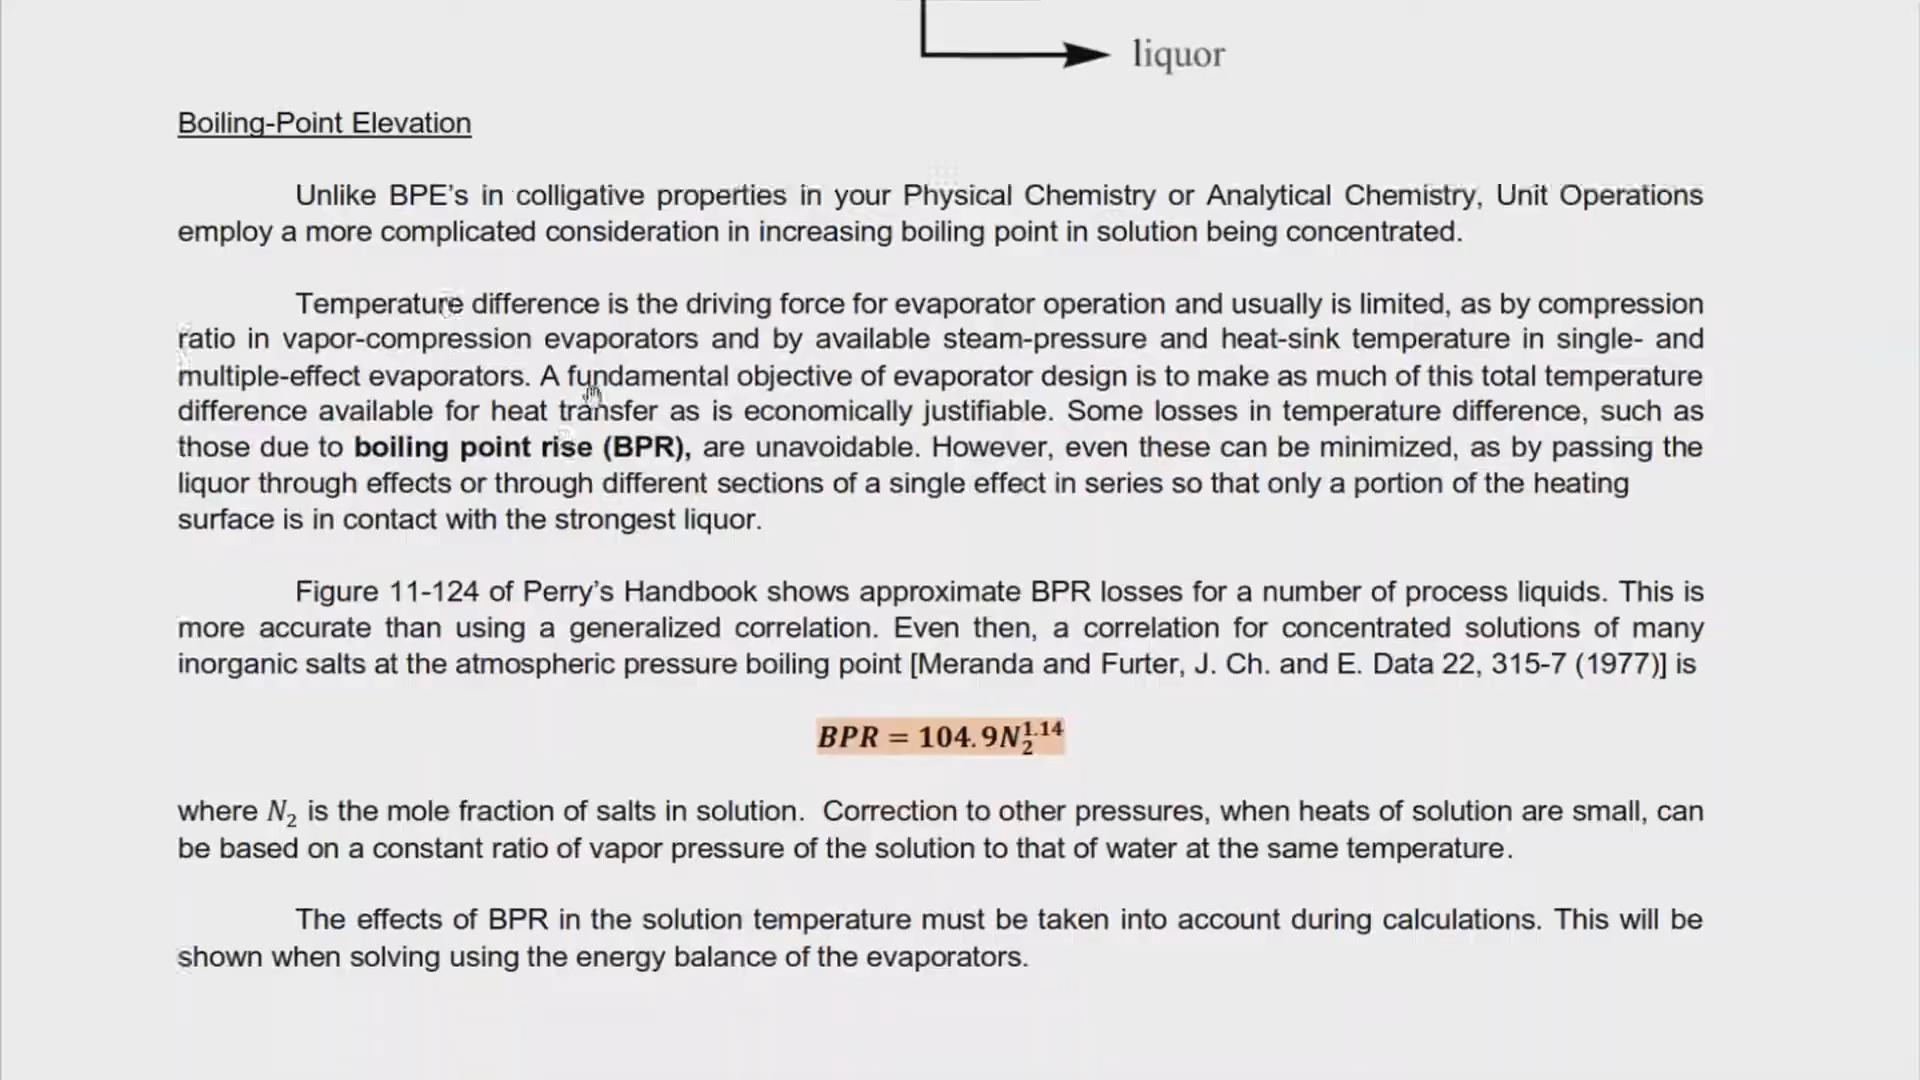 liquor
Boiling-Point Elevation
Unlike BPE's in colligative properties in your Physical Chemistry or Analytical Chemistry, Unit Operations
employ a more complicated consideration in increasing boiling point in solution being concentrated.
Temperature difference is the driving force for evaporator operation and usually is limited, as by compression
ratio in vapor-compression evaporators and by available steam-pressure and heat-sink temperature in single- and
multiple-effect evaporators. A fundamental objective of evaporator design is to make as much of this total temperature
difference available for heat transfer as is economically justifiable. Some losses in temperature difference, such as
those due to boiling point rise (BPR), are unavoidable. However, even these can be minimized, as by passing the
liquor through effects or through different sections of a single effect in series so that only a portion of the heating
surface is in contact with the strongest liquor.
Figure 11-124 of Perry's Handbook shows approximate BPR losses for a number of process liquids. This is
more accurate than using a generalized correlation. Even then, a correlation for concentrated solutions of many
inorganic salts at the atmospheric pressure boiling point [Meranda and Furter, J. Ch. and E. Data 22, 315-7 (1977)] is
BPR = 104.9N₂^1.14
where N₂ is the mole fraction of salts in solution. Correction to other pressures, when heats of solution are small, can
be based on a constant ratio of vapor pressure of the solution to that of water at the same temperature.
The effects of BPR in the solution temperature must be taken into account during calculations. This will be
shown when solving using the energy balance of the evaporators.